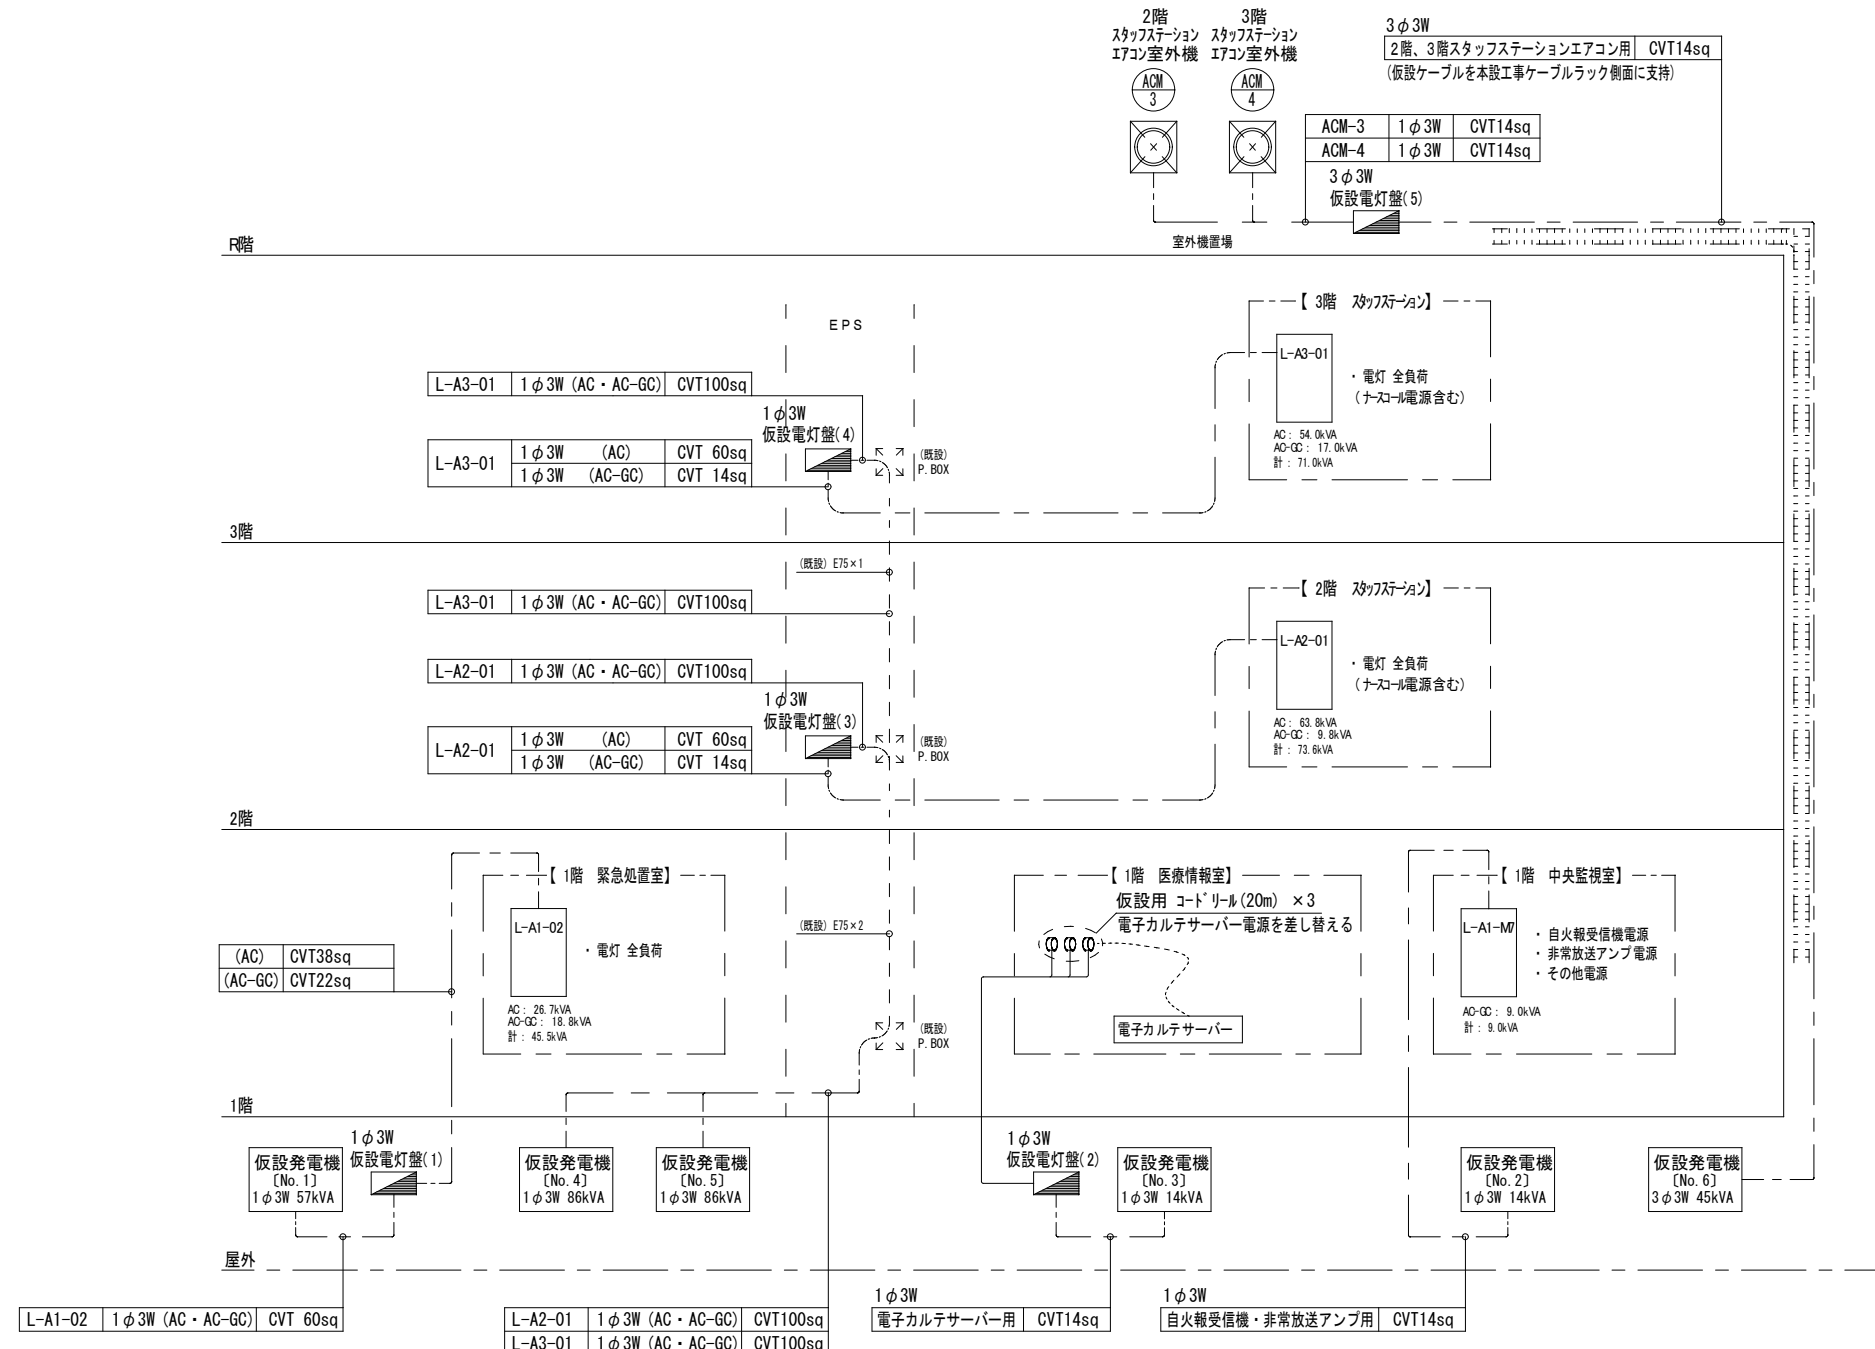 2階
スタッフステーション
エアコン室外機
ACM
3
3階
スタッフステーション
エアコン室外機
ACM
4
3φ3W
2階、3階スタッフステーションエアコン用 CVT14sq
(仮設ケーブルを本設工事ケーブルラック側面に支持)
ACM-3 1φ3W CVT14sq
ACM-4 1φ3W CVT14sq
3φ3W
仮設電灯盤(5)
室外機置場
R階
EPS
【 3階 スタッフステーション】
L-A3-01
・ 電灯 全負荷
(ナースコール電源含む)
AC: 54.0kVA
AC-GC: 17.0kVA
計: 71.0kVA
L-A3-01 1φ3W (AC・AC-GC) CVT100sq
1φ3W
仮設電灯盤(4)
L-A3-01
1φ3W (AC) CVT 60sq
1φ3W (AC-GC) CVT 14sq
(既設)
P.BOX
3階
(既設) E75×1
L-A3-01 1φ3W (AC・AC-GC) CVT100sq
【 2階 スタッフステーション】
L-A2-01
・ 電灯 全負荷
(ナースコール電源含む)
AC: 63.8kVA
AC-GC: 9.8kVA
計: 73.6kVA
L-A2-01 1φ3W (AC・AC-GC) CVT100sq
1φ3W
仮設電灯盤(3)
L-A2-01
1φ3W (AC) CVT 60sq
1φ3W (AC-GC) CVT 14sq
(既設)
P.BOX
2階
【 1階 緊急処置室】
L-A1-02
・ 電灯 全負荷
AC: 26.7kVA
AC-GC: 18.8kVA
計: 45.5kVA
(AC) CVT38sq
(AC-GC) CVT22sq
(既設) E75×2
(既設)
P.BOX
【 1階 医療情報室】
仮設用 コードリール(20m) ×3
電子カルテサーバー電源を差し替える
電子カルテサーバー
【 1階 中央監視室】
L-A1-M7
・ 自火報受信機電源
・ 非常放送アンプ電源
・ その他電源
AC-GC: 9.0kVA
計: 9.0kVA
1階
仮設発電機
〔No.1〕
1φ3W 57kVA
1φ3W
仮設電灯盤(1)
仮設発電機
〔No.4〕
1φ3W 86kVA
仮設発電機
〔No.5〕
1φ3W 86kVA
1φ3W
仮設電灯盤(2)
仮設発電機
〔No.3〕
1φ3W 14kVA
仮設発電機
〔No.2〕
1φ3W 14kVA
仮設発電機
〔No.6〕
3φ3W 45kVA
屋外
L-A1-02 1φ3W (AC・AC-GC) CVT 60sq
L-A2-01 1φ3W (AC・AC-GC) CVT100sq
L-A3-01 1φ3W (AC・AC-GC) CVT100sq
1φ3W
電子カルテサーバー用 CVT14sq
1φ3W
自火報受信機・非常放送アンプ用 CVT14sq